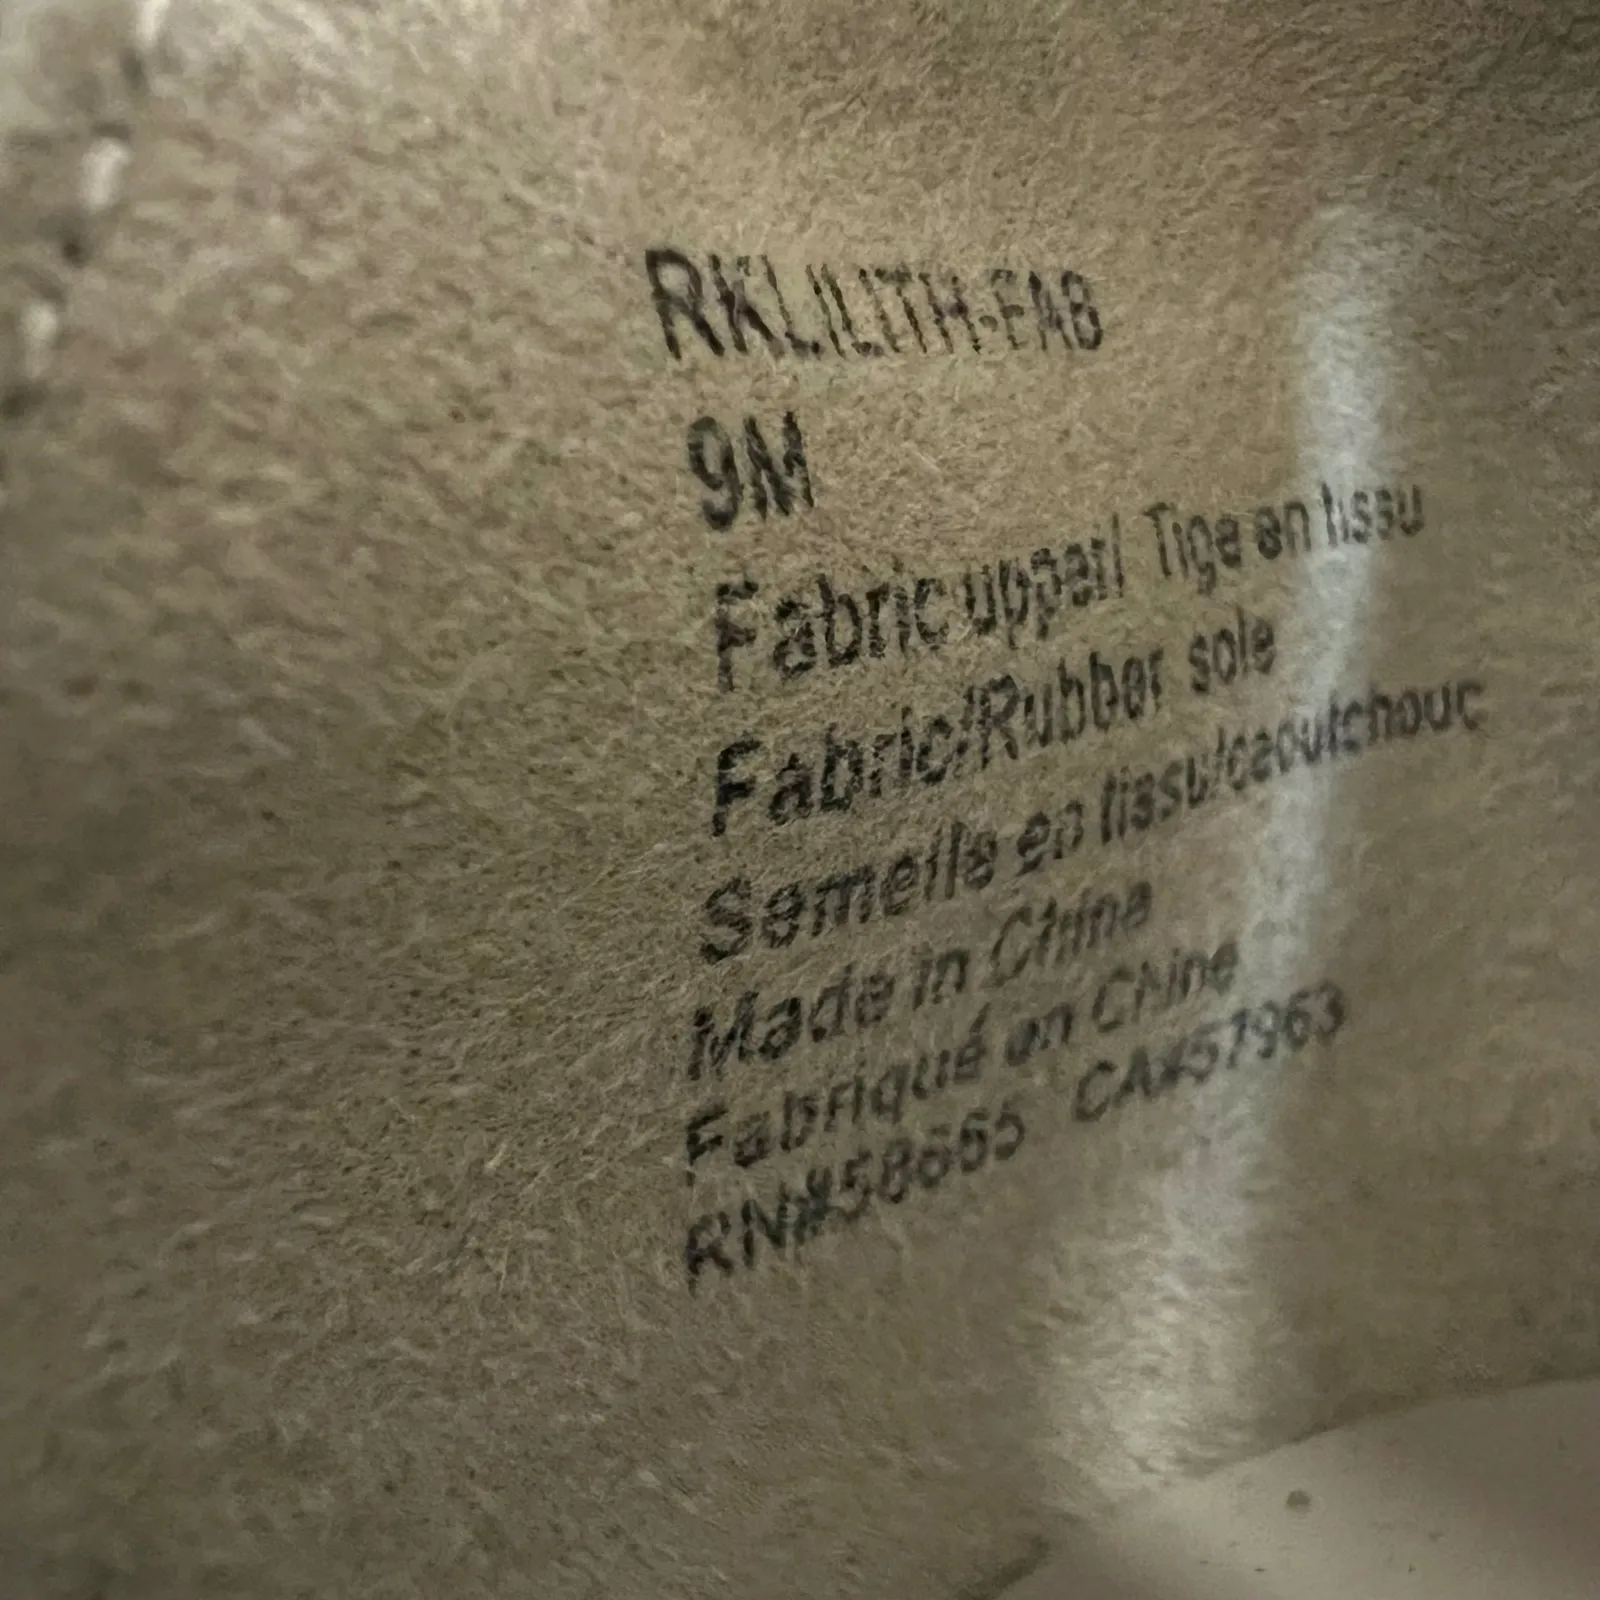 RKLILITH-FAB
9M
Fabric upper/ Tige en tissu
Fabric/Rubber sole
Semelle en tissu/caoutchouc
Made in China
Fabriqué en Chine
RN#58665 CA#57963